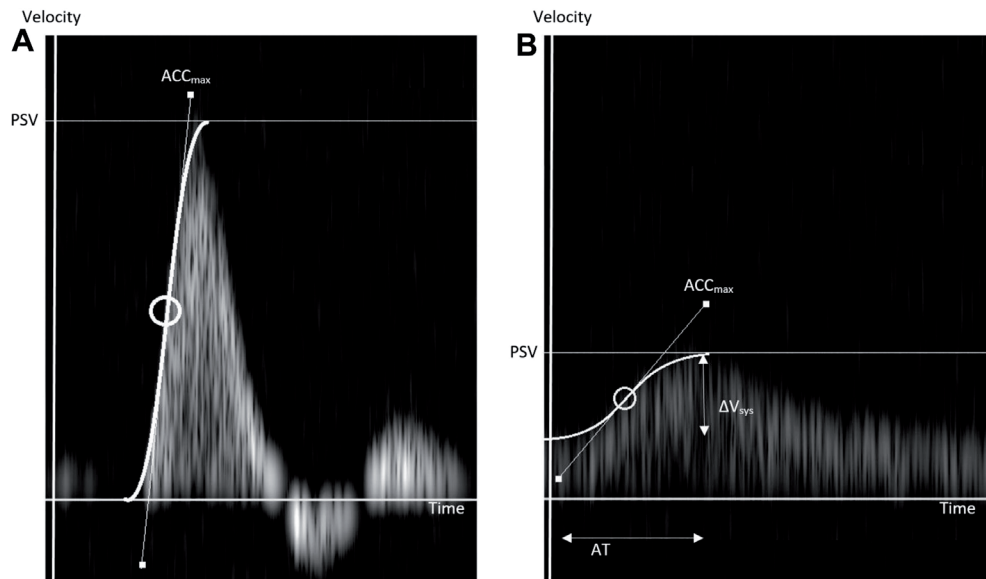 Velocity
A
ACCmax
PSV
Time
Velocity
B
ACCmax
PSV
ΔVsys
Time
AT